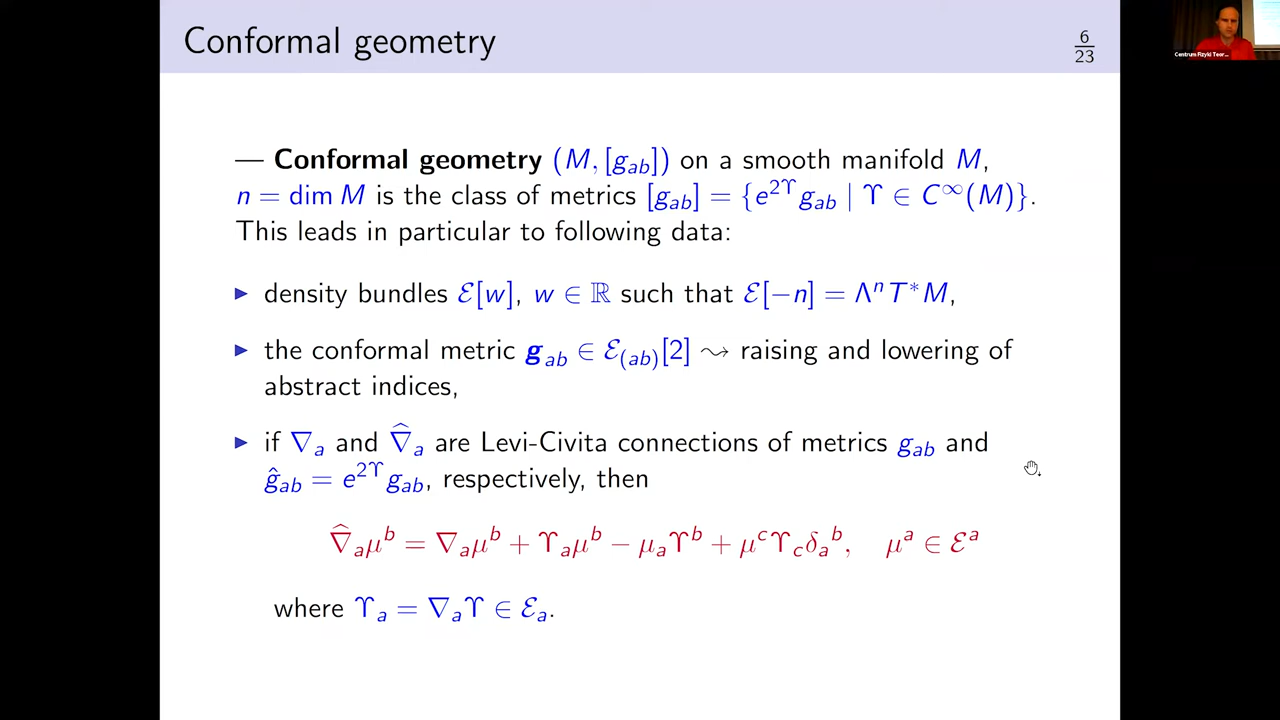 Conformal geometry
6/23
Centrum Fizyki Teor...
— Conformal geometry (M, [g_ab]) on a smooth manifold M,
n = dim M is the class of metrics [g_ab] = {e^{2ϒ} g_ab | ϒ ∈ C^∞(M)}.
This leads in particular to following data:
▶ density bundles ℰ[w], w ∈ ℝ such that ℰ[−n] = Λ^n T*M,
▶ the conformal metric 𝒈_ab ∈ ℰ_(ab)[2] ⇝ raising and lowering of
abstract indices,
▶ if ∇_a and ∇̂_a are Levi-Civita connections of metrics g_ab and
ĝ_ab = e^{2ϒ} g_ab, respectively, then
∇̂_a μ^b = ∇_a μ^b + ϒ_a μ^b − μ_a ϒ^b + μ^c ϒ_c δ_a^b, μ^a ∈ ℰ^a
where ϒ_a = ∇_a ϒ ∈ ℰ_a.